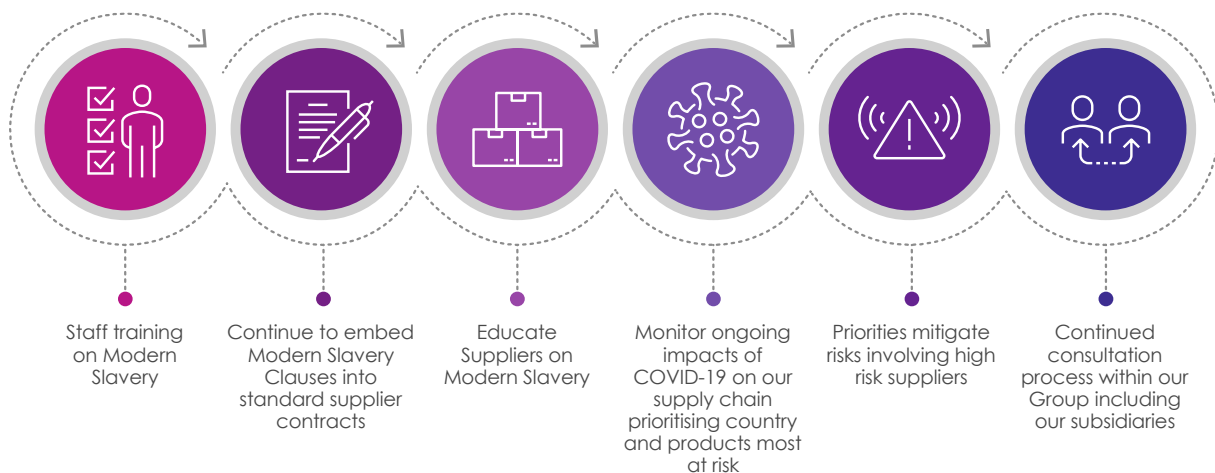 Staff training
on Modern
Slavery
Continue to embed
Modern Slavery
Clauses into
standard supplier
contracts
Educate
Suppliers on
Modern Slavery
Monitor ongoing
impacts of
COVID-19 on our
supply chain
prioritising country
and products most
at risk
Priorities mitigate
risks involving high
risk suppliers
Continued
consultation
process within our
Group including
our subsidiaries